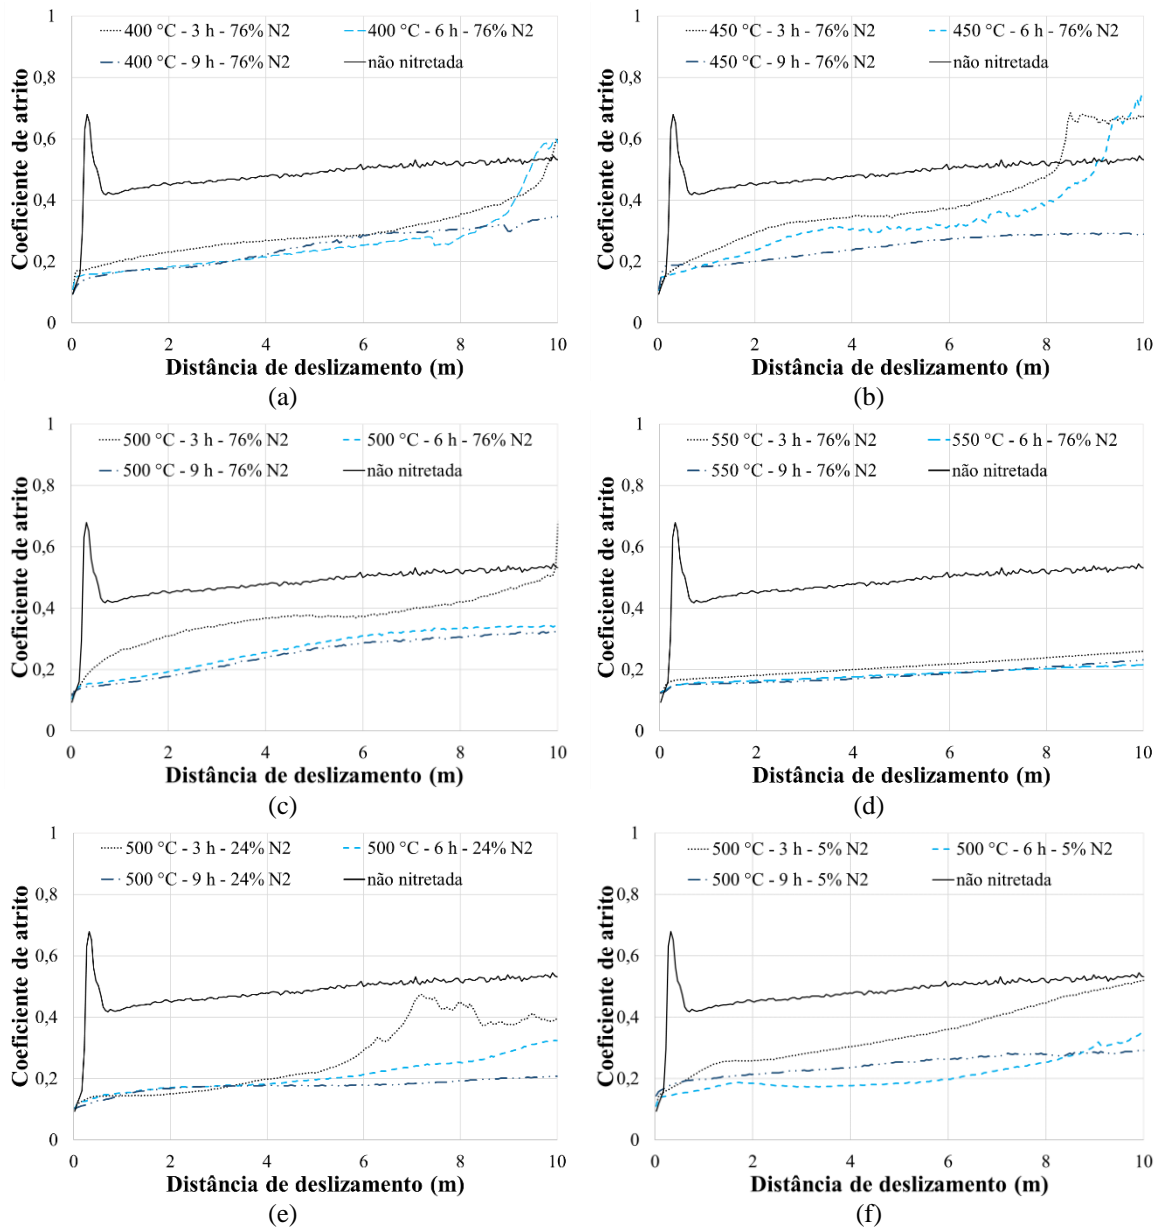 400 °C - 3 h - 76% N2
400 °C - 6 h - 76% N2
400 °C - 9 h - 76% N2
não nitretada
Coeficiente de atrito
1
0,8
0,6
0,4
0,2
0
0 2 4 6 8 10
Distância de deslizamento (m)
(a)
450 °C - 3 h - 76% N2
450 °C - 6 h - 76% N2
450 °C - 9 h - 76% N2
não nitretada
Coeficiente de atrito
1
0,8
0,6
0,4
0,2
0
0 2 4 6 8 10
Distância de deslizamento (m)
(b)
500 °C - 3 h - 76% N2
500 °C - 6 h - 76% N2
500 °C - 9 h - 76% N2
não nitretada
Coeficiente de atrito
1
0,8
0,6
0,4
0,2
0
0 2 4 6 8 10
Distância de deslizamento (m)
(c)
550 °C - 3 h - 76% N2
550 °C - 6 h - 76% N2
550 °C - 9 h - 76% N2
não nitretada
Coeficiente de atrito
1
0,8
0,6
0,4
0,2
0
0 2 4 6 8 10
Distância de deslizamento (m)
(d)
500 °C - 3 h - 24% N2
500 °C - 6 h - 24% N2
500 °C - 9 h - 24% N2
não nitretada
Coeficiente de atrito
1
0,8
0,6
0,4
0,2
0
0 2 4 6 8 10
Distância de deslizamento (m)
(e)
500 °C - 3 h - 5% N2
500 °C - 6 h - 5% N2
500 °C - 9 h - 5% N2
não nitretada
Coeficiente de atrito
1
0,8
0,6
0,4
0,2
0
0 2 4 6 8 10
Distância de deslizamento (m)
(f)